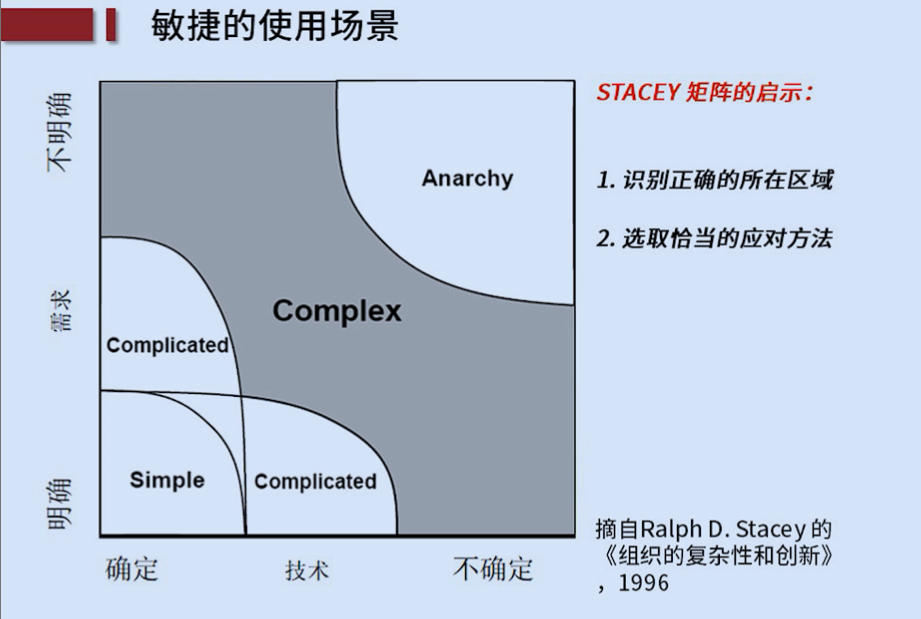 敏捷的使用场景
不明确
需求
明确
Anarchy
Complex
Complicated
Simple
Complicated
确定
技术
不确定
STACEY 矩阵的启示：
1. 识别正确的所在区域
2. 选取恰当的应对方法
摘自Ralph D. Stacey 的
《组织的复杂性和创新》
，1996